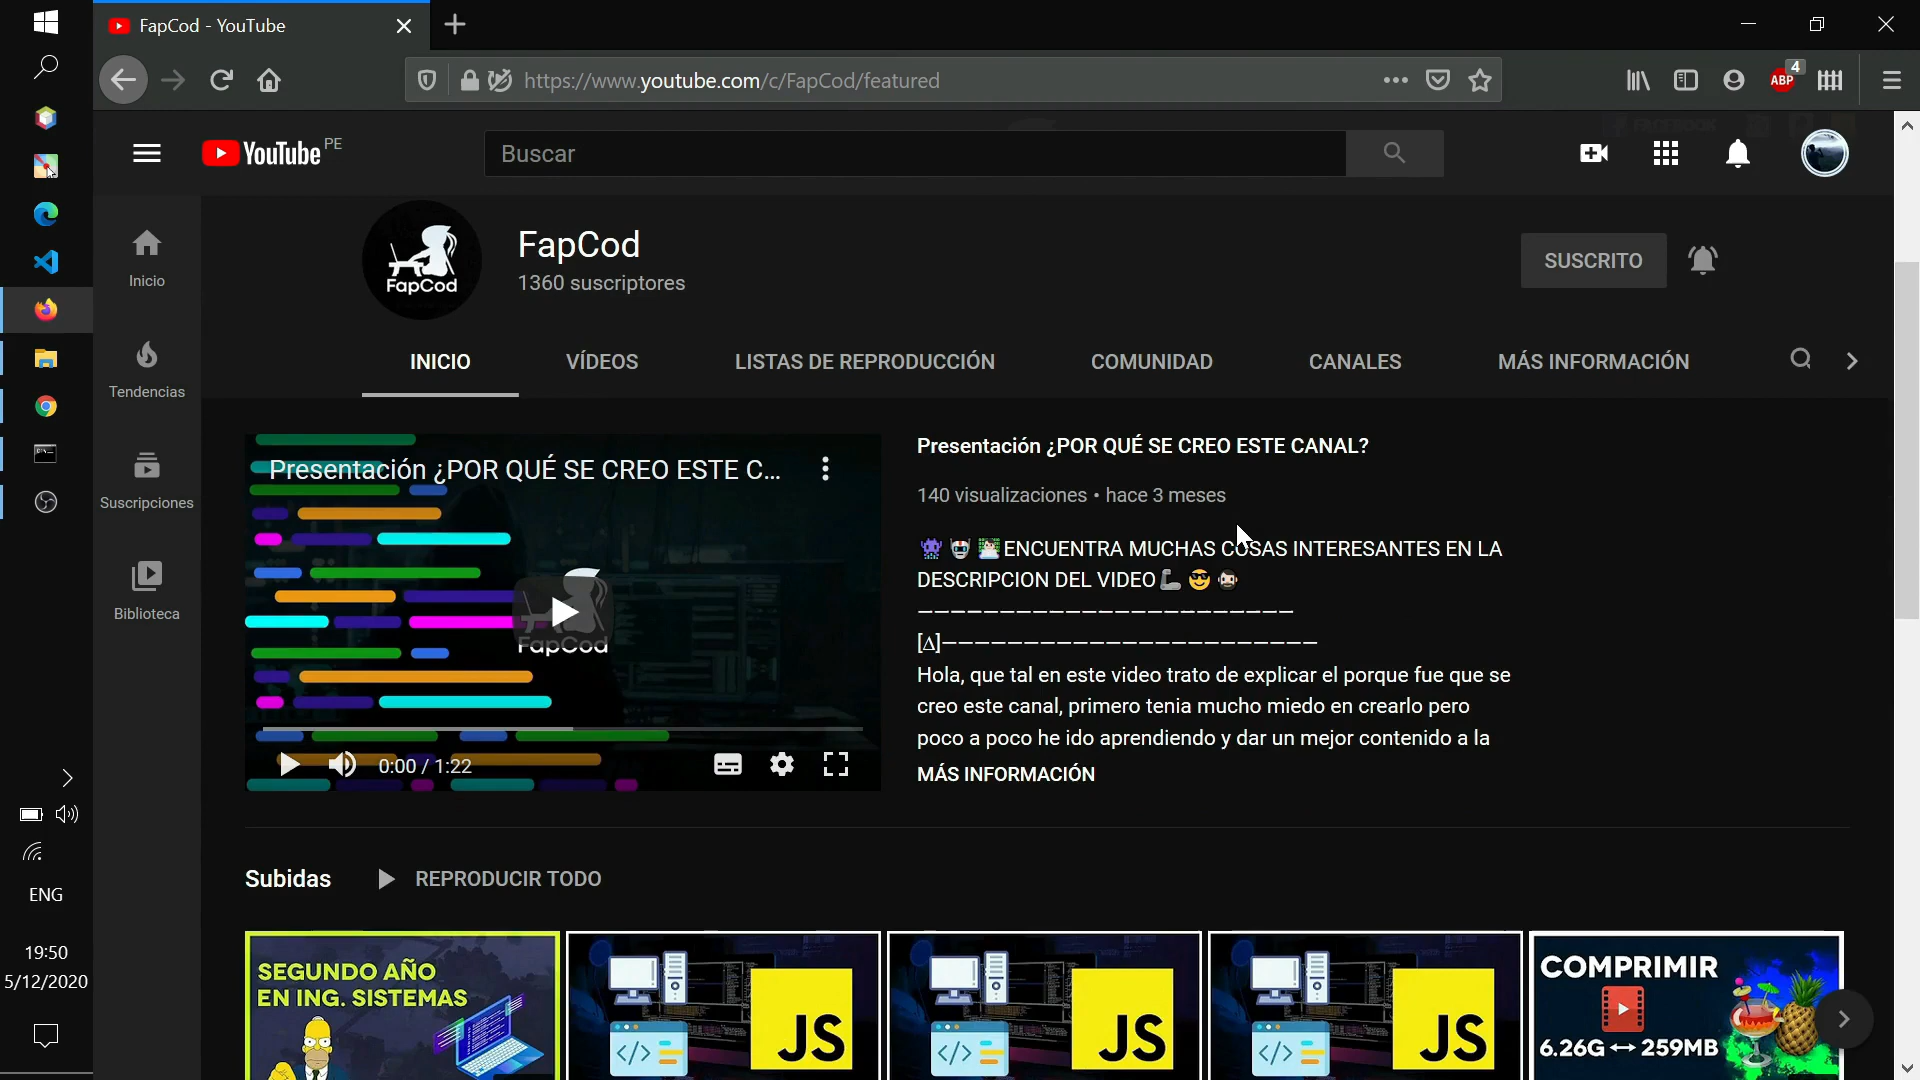 FapCod - YouTube
https://www.youtube.com/c/FapCod/featured
ABP
4
YouTube PE
Buscar
Inicio
Tendencias
Suscripciones
Biblioteca
FapCod
FapCod
1360 suscriptores
SUSCRITO
INICIO
VÍDEOS
LISTAS DE REPRODUCCIÓN
COMUNIDAD
CANALES
MÁS INFORMACIÓN
Presentación ¿POR QUÉ SE CREO ESTE C...
FapCod
0:00 / 1:22
Presentación ¿POR QUÉ SE CREO ESTE CANAL?
140 visualizaciones • hace 3 meses
👾 🤖 👨🏻‍💻ENCUENTRA MUCHAS COSAS INTERESANTES EN LA
DESCRIPCION DEL VIDEO🦾 😎 🧔🏻
————————————————————————
[∆]————————————————————————
Hola, que tal en este video trato de explicar el porque fue que se
creo este canal, primero tenia mucho miedo en crearlo pero
poco a poco he ido aprendiendo y dar un mejor contenido a la
MÁS INFORMACIÓN
Subidas
REPRODUCIR TODO
SEGUNDO AÑO
EN ING. SISTEMAS
JS
</>
JS
</>
JS
</>
COMPRIMIR
6.26G ↔ 259MB
ENG
19:50
5/12/2020